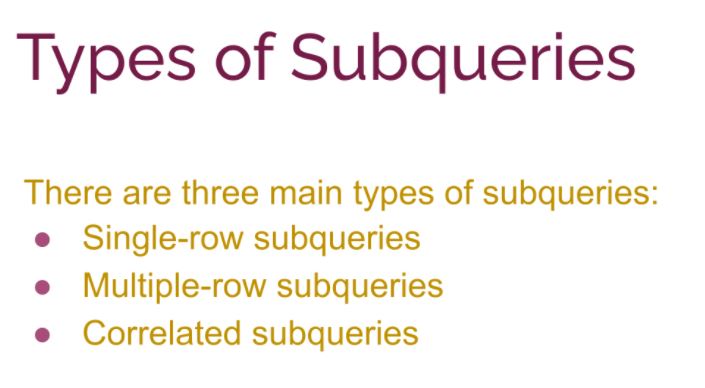 Types of Subqueries
There are three main types of subqueries:
● Single-row subqueries
● Multiple-row subqueries
● Correlated subqueries